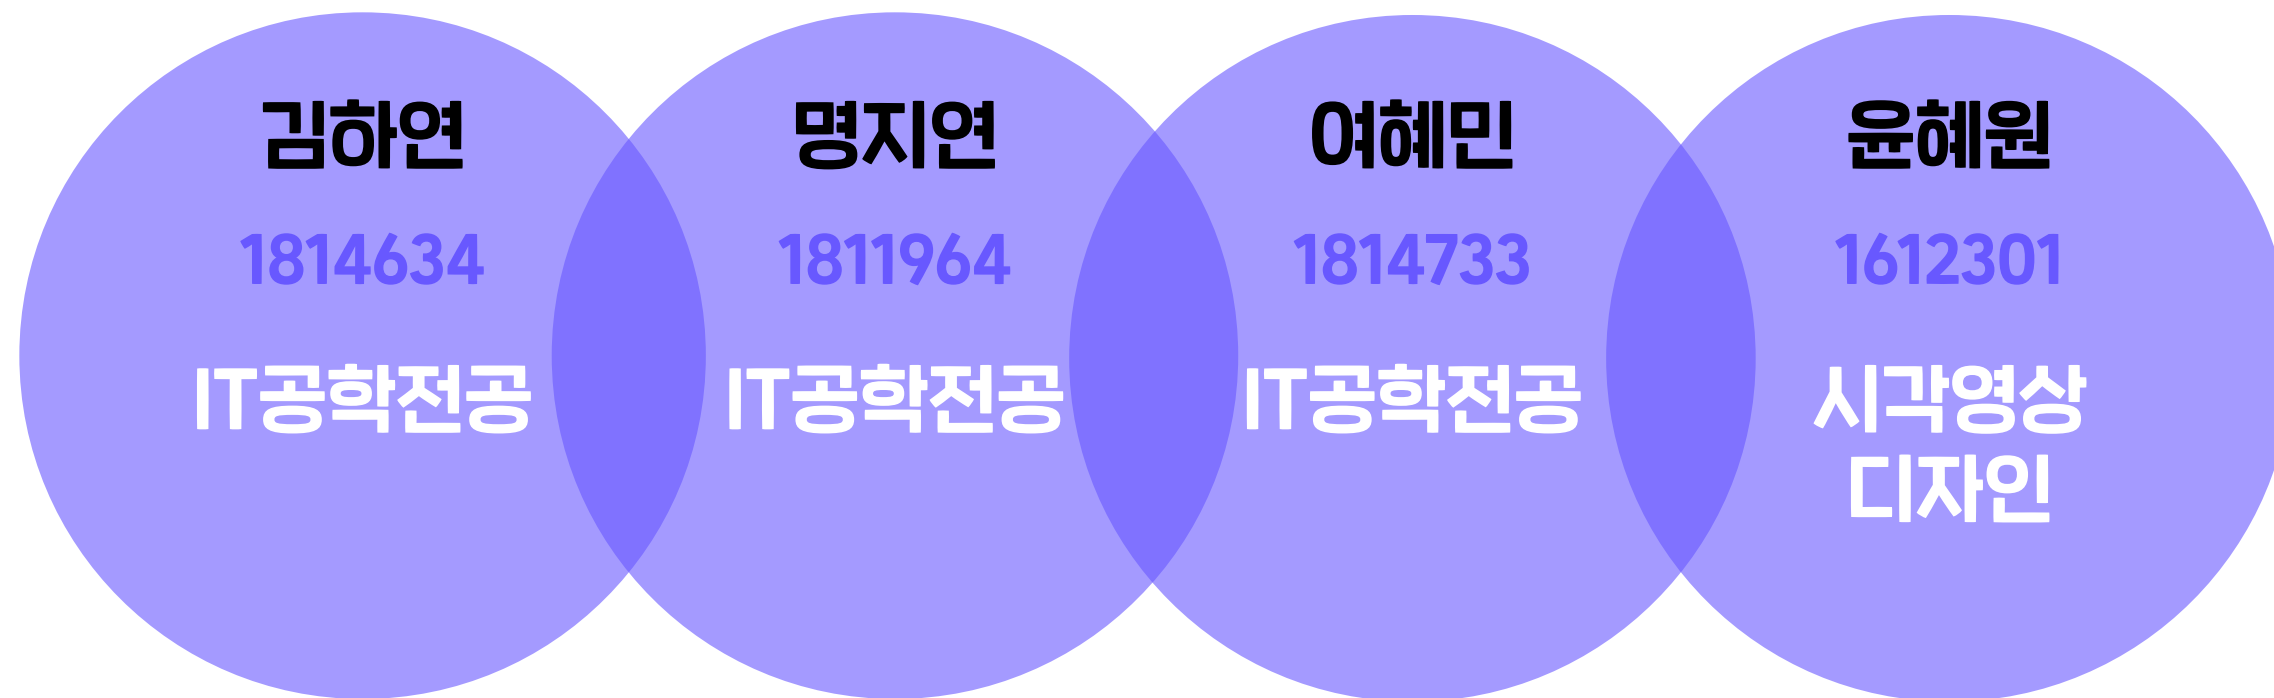 김하연
1814634
IT공학전공
명지연
1811964
IT공학전공
여혜민
1814733
IT공학전공
윤혜원
1612301
시각영상
디자인